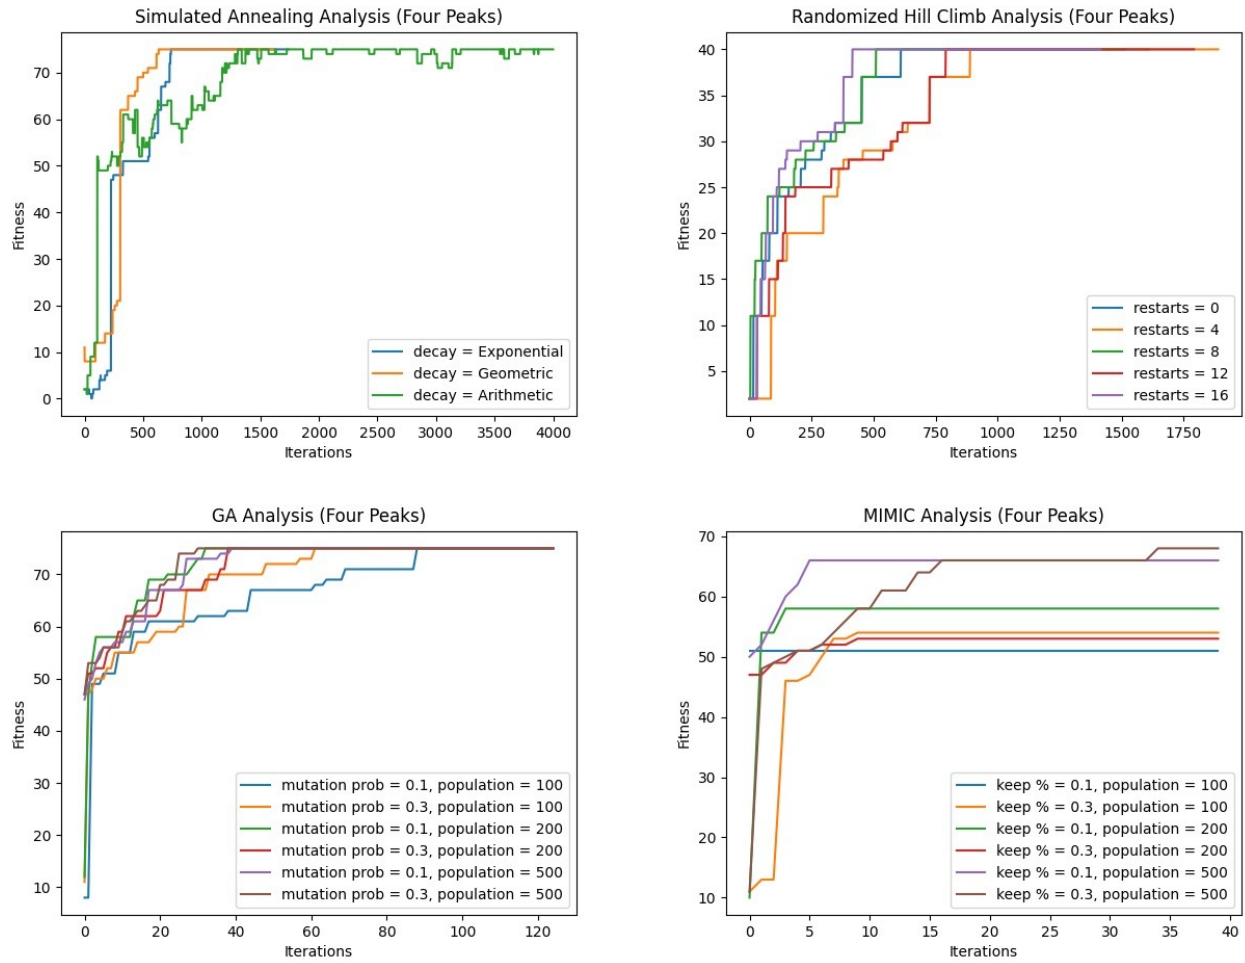 Simulated Annealing Analysis (Four Peaks)
Fitness
70
60
50
40
30
20
10
0
decay = Exponential
decay = Geometric
decay = Arithmetic
0 500 1000 1500 2000 2500 3000 3500 4000
Iterations
Randomized Hill Climb Analysis (Four Peaks)
Fitness
40
35
30
25
20
15
10
5
restarts = 0
restarts = 4
restarts = 8
restarts = 12
restarts = 16
0 250 500 750 1000 1250 1500 1750
Iterations
GA Analysis (Four Peaks)
Fitness
70
60
50
40
30
20
10
mutation prob = 0.1, population = 100
mutation prob = 0.3, population = 100
mutation prob = 0.1, population = 200
mutation prob = 0.3, population = 200
mutation prob = 0.1, population = 500
mutation prob = 0.3, population = 500
0 20 40 60 80 100 120
Iterations
MIMIC Analysis (Four Peaks)
Fitness
70
60
50
40
30
20
10
keep % = 0.1, population = 100
keep % = 0.3, population = 100
keep % = 0.1, population = 200
keep % = 0.3, population = 200
keep % = 0.1, population = 500
keep % = 0.3, population = 500
0 5 10 15 20 25 30 35 40
Iterations